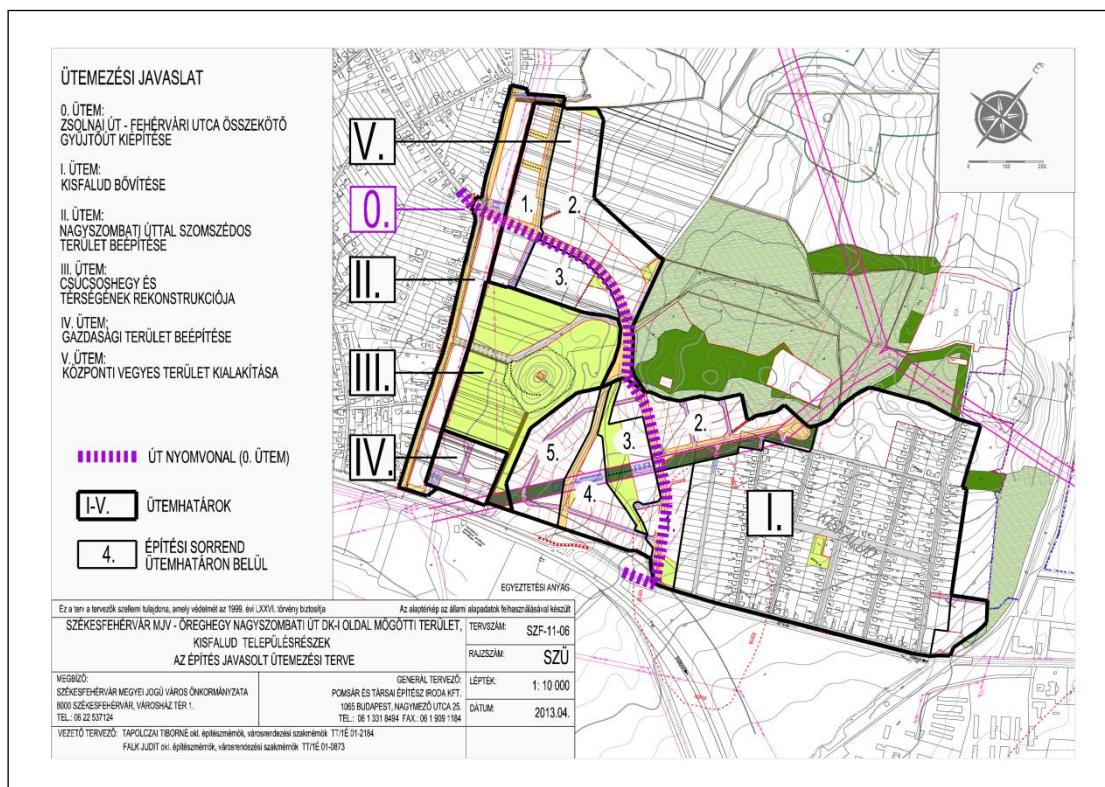 ÜTEMEZÉSI JAVASLAT
0. ÜTEM:
ZSOLNAI ÚT - FEHÉRVÁRI UTCA ÖSSZEKÖTŐ
GYŰJTŐÚT KIÉPÍTÉSE
I. ÜTEM:
KISFALUD BŐVÍTÉSE
II. ÜTEM:
NAGYSZOMBATI ÚTTAL SZOMSZÉDOS
TERÜLET BEÉPÍTÉSE
III. ÜTEM:
CSÚCSOSHEGY ÉS
TÉRSÉGÉNEK REKONSTRUKCIÓJA
IV. ÜTEM:
GAZDASÁGI TERÜLET BEÉPÍTÉSE
V. ÜTEM:
KÖZPONTI VEGYES TERÜLET KIALAKÍTÁSA
ÚT NYOMVONAL (0. ÜTEM)
I-V. ÜTEMHATÁROK
4. ÉPÍTÉSI SORREND
ÜTEMHATÁRON BELÜL
V.
0.
II.
III.
IV.
1.
2.
3.
2.
3.
5.
4.
I.
KISFALUD
É
0 100 200
EGYEZTETÉSI ANYAG
Ez a terv a tervezők szellemi tulajdona, amely védelmét az 1999. évi LXXVI. törvény biztosítja Az alaptérkép az állami alapadatok felhasználásával készült
SZÉKESFEHÉRVÁR MJV - ÖREGHEGY NAGYSZOMBATI ÚT DK-I OLDAL MÖGÖTTI TERÜLET,
KISFALUD TELEPÜLÉSRÉSZEK
AZ ÉPÍTÉS JAVASOLT ÜTEMEZÉSI TERVE
TERVSZÁM: SZF-11-06
RAJZSZÁM: SZÜ
MEGBÍZÓ:
SZÉKESFEHÉRVÁR MEGYEI JOGÚ VÁROS ÖNKORMÁNYZATA
8000 SZÉKESFEHÉRVÁR, VÁROSHÁZ TÉR 1.
TEL.: 06 22 537124
GENERÁL TERVEZŐ:
POMSÁR ÉS TÁRSAI ÉPÍTÉSZ IRODA KFT.
1065 BUDAPEST, NAGYMEZŐ UTCA 25.
TEL.: 06 1 331 8494 FAX.: 06 1 909 1184
LÉPTÉK: 1: 10 000
DÁTUM: 2013.04.
VEZETŐ TERVEZŐ: TAPOLCZAI TIBORNÉ okl. építészmérnök, városrendezési szakmérnök TT/1É 01-2184
FALK JUDIT okl. építészmérnök, városrendezési szakmérnök TT/1É 01-0873